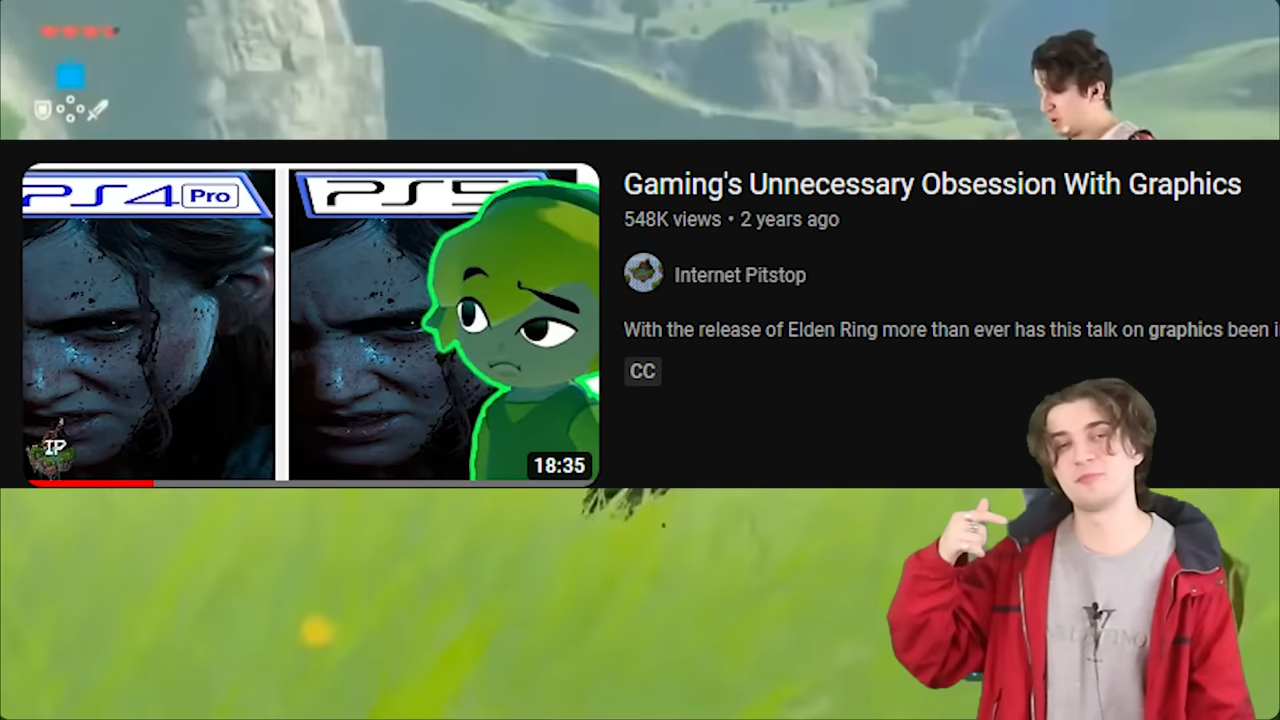 PS4 Pro
PS5
IP
18:35
Gaming's Unnecessary Obsession With Graphics
548K views • 2 years ago
Internet Pitstop
With the release of Elden Ring more than ever has this talk on graphics been i
CC
V